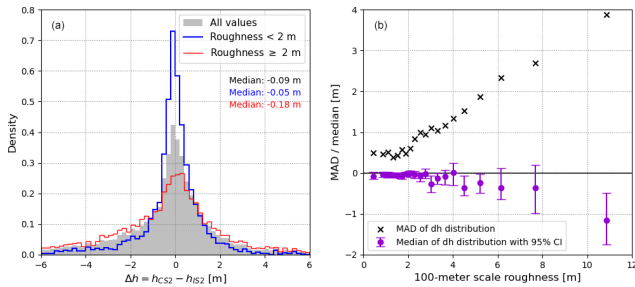 (a)
All values
Roughness < 2 m
Roughness ≥ 2 m
Median: -0.09 m
Median: -0.05 m
Median: -0.18 m
Density
0.8
0.7
0.6
0.5
0.4
0.3
0.2
0.1
0.0
−6 −4 −2 0 2 4 6
Δh = h_CS2 − h_IS2 [m]
(b)
MAD / median [m]
4
3
2
1
0
−1
−2
MAD of dh distribution
Median of dh distribution with 95% CI
0 2 4 6 8 10 12
100-meter scale roughness [m]